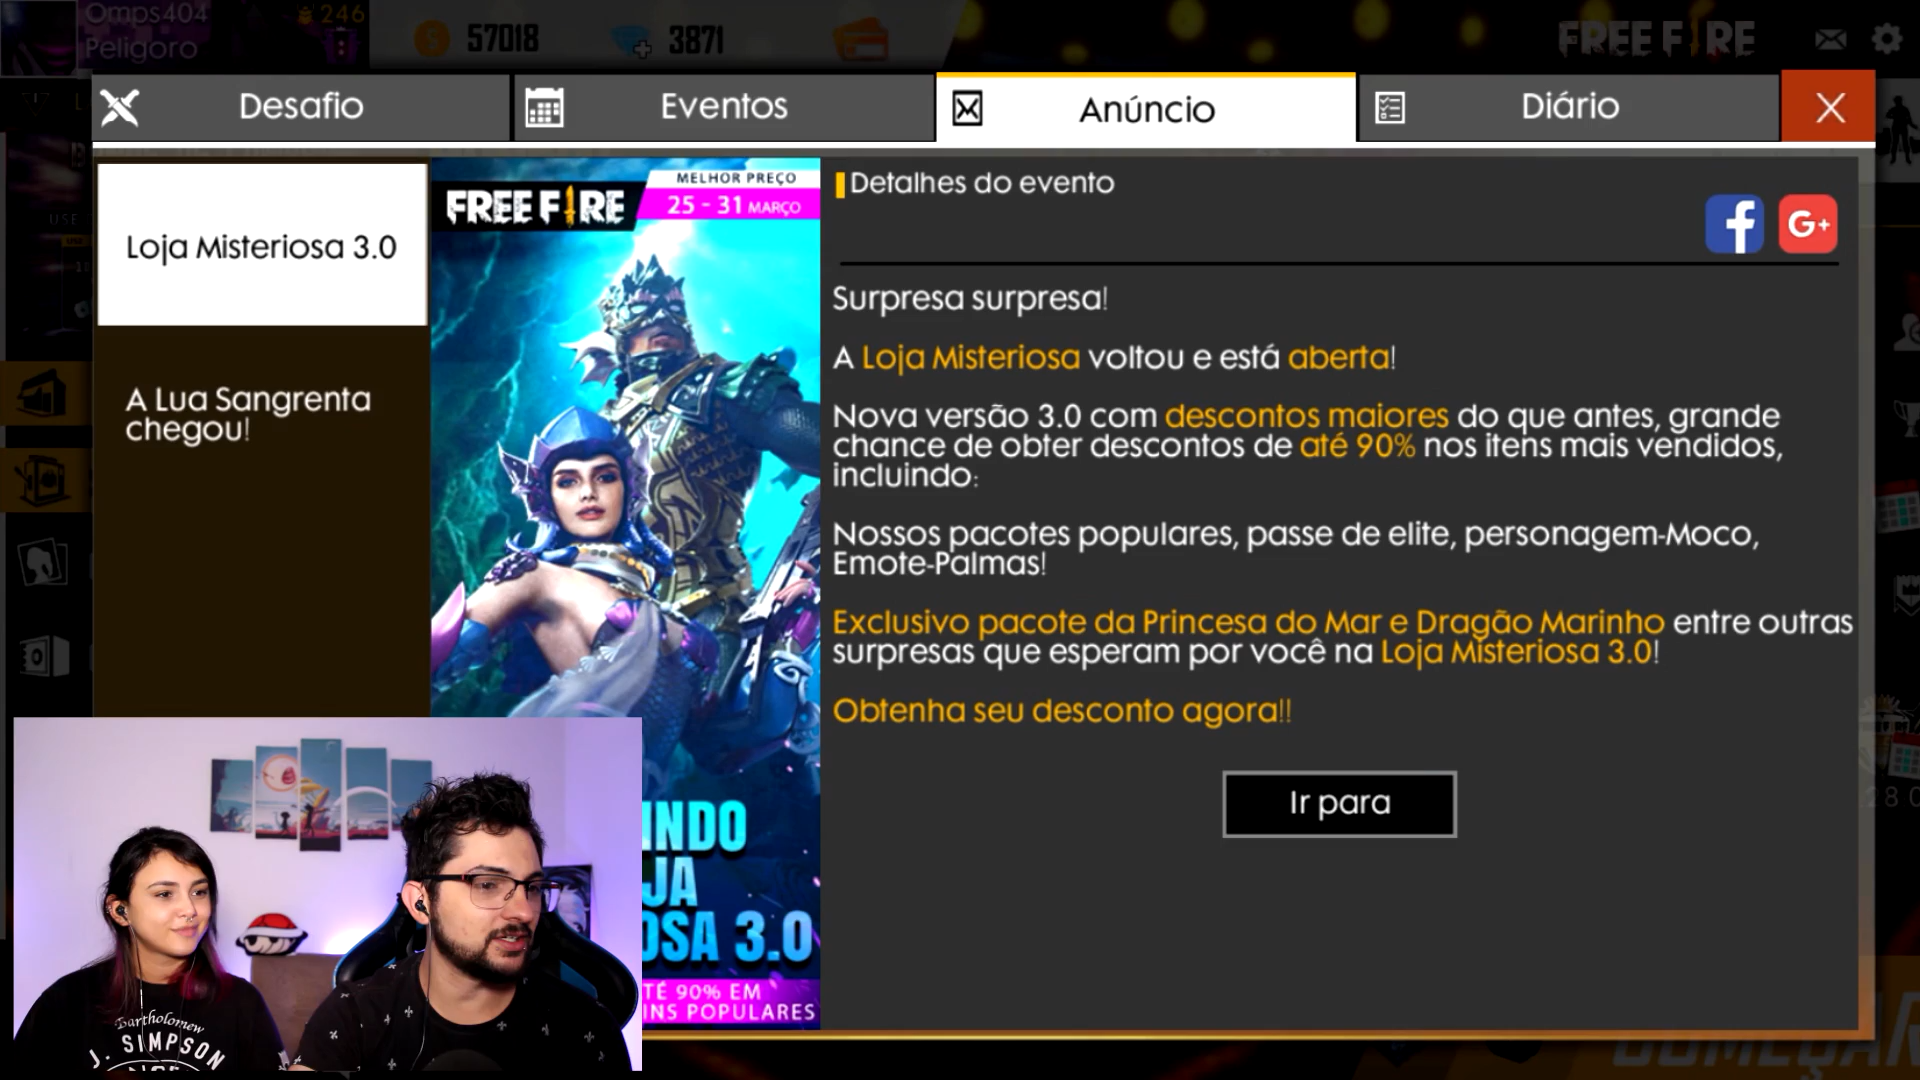 Omps404
246
Peligoro
57018
3871
FREE FIRE
Desafio
Eventos
Anúncio
Diário
Loja Misteriosa 3.0
A Lua Sangrenta
chegou!
FREE FIRE
MELHOR PREÇO
25 - 31 MARÇO
INDO
JA
OSA 3.0
TÉ 90% EM
INS POPULARES
Detalhes do evento
Surpresa surpresa!
A Loja Misteriosa voltou e está aberta!
Nova versão 3.0 com descontos maiores do que antes, grande
chance de obter descontos de até 90% nos itens mais vendidos,
incluindo:
Nossos pacotes populares, passe de elite, personagem-Moco,
Emote-Palmas!
Exclusivo pacote da Princesa do Mar e Dragão Marinho entre outras
surpresas que esperam por você na Loja Misteriosa 3.0!
Obtenha seu desconto agora!!
Ir para
Bartholomew
J. SIMPSON
COMEÇAR